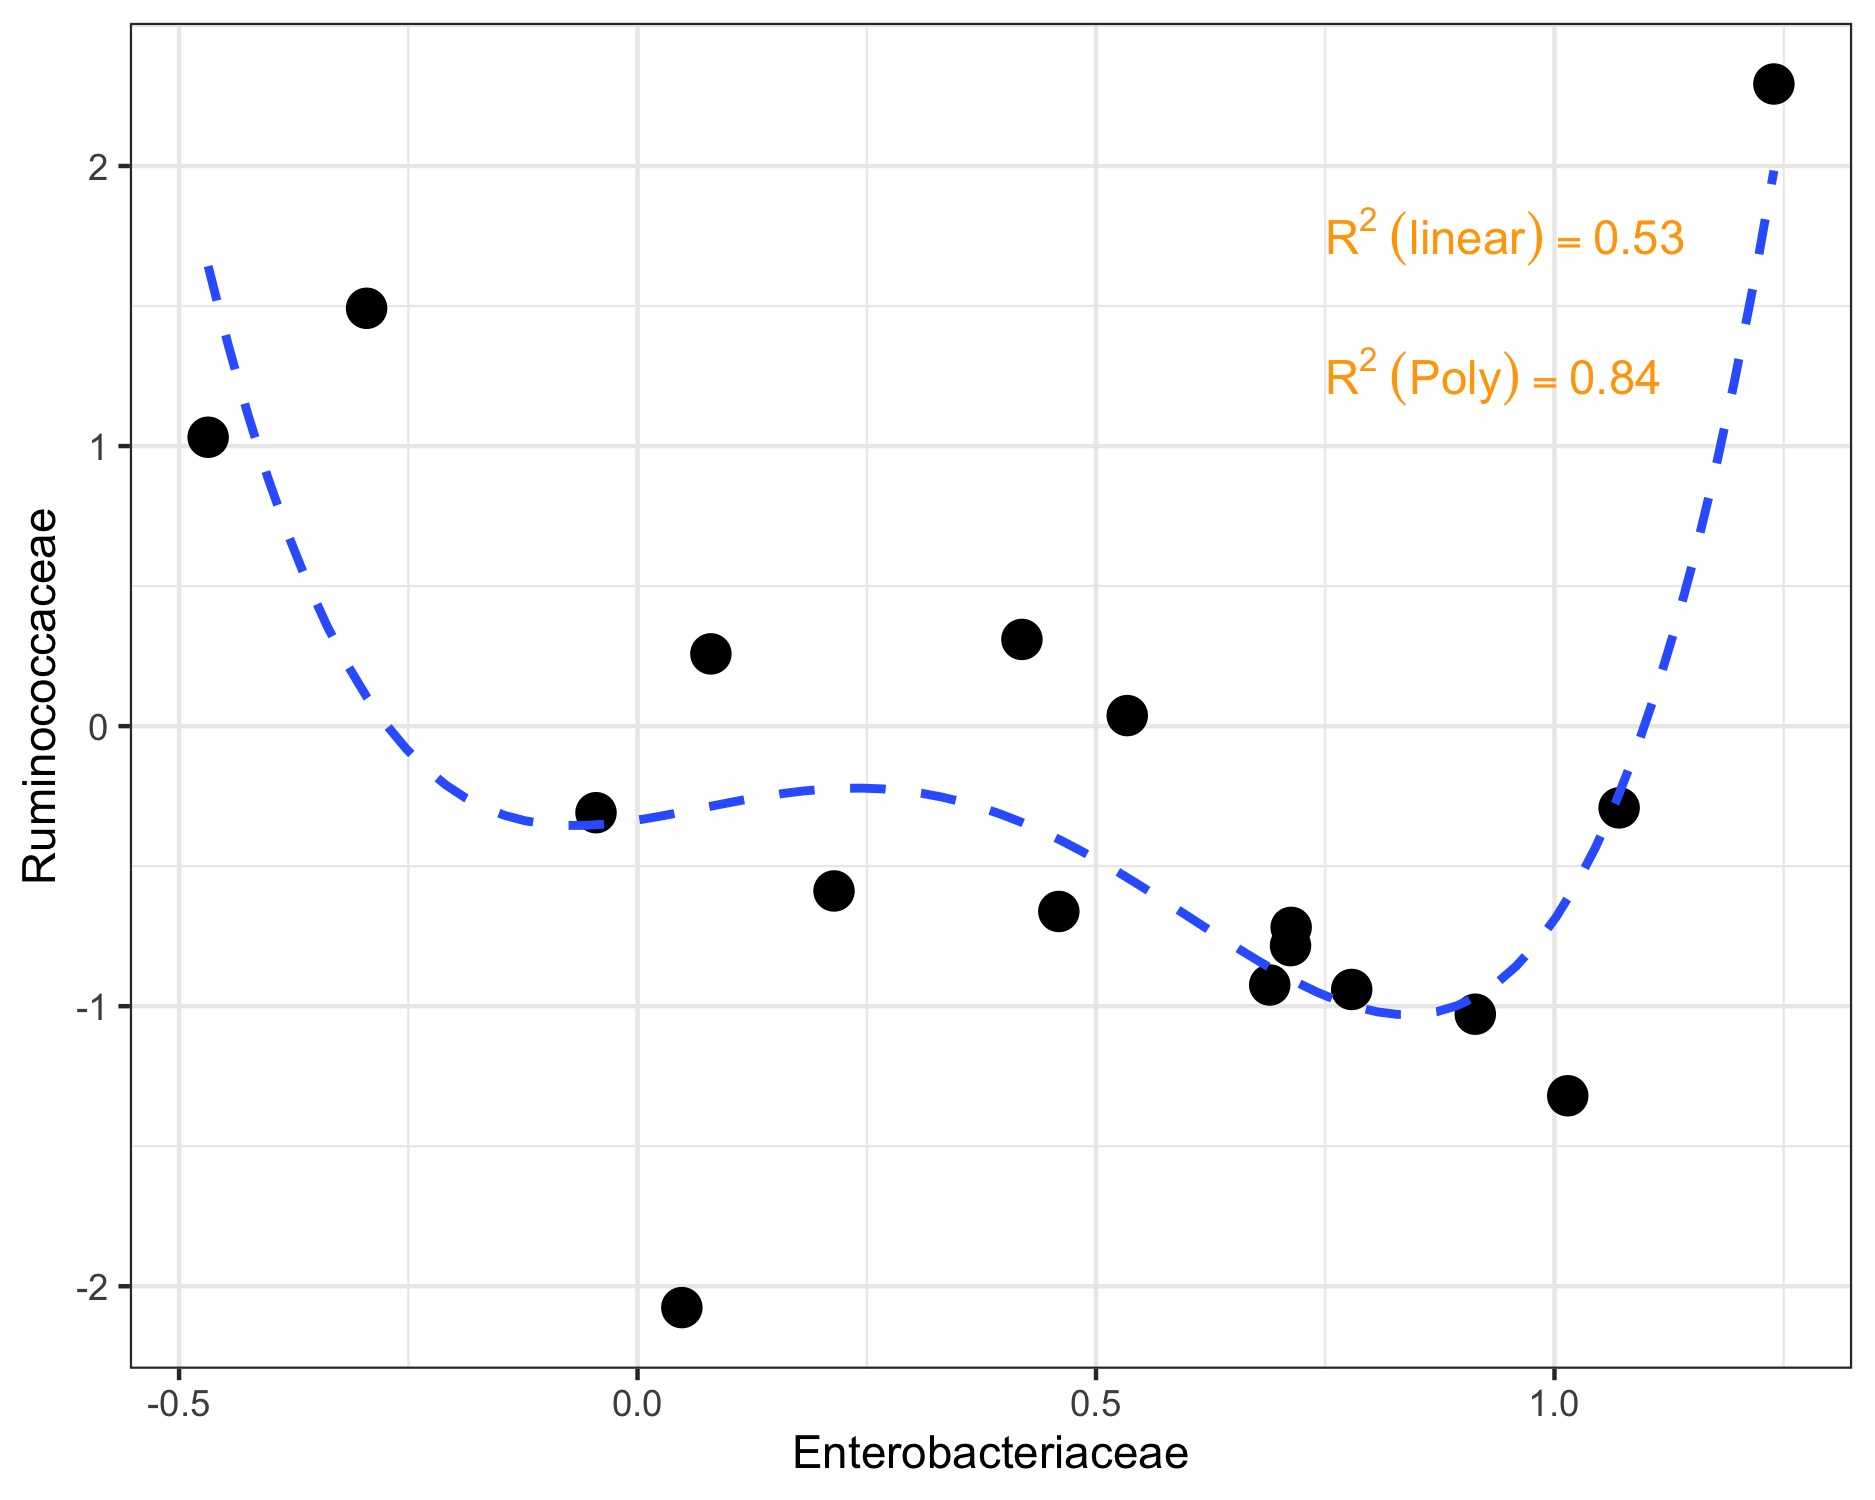 2
1
0
-1
-2
Ruminococcaceae
R² (linear) = 0.53
R² (Poly) = 0.84
-0.5 0.0 0.5 1.0
Enterobacteriaceae